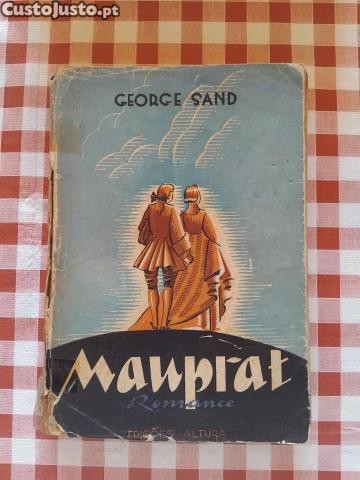 CustoJusto.pt
GEORGE SAND
Mauprat
Romance
EDIÇÕES ALTURA